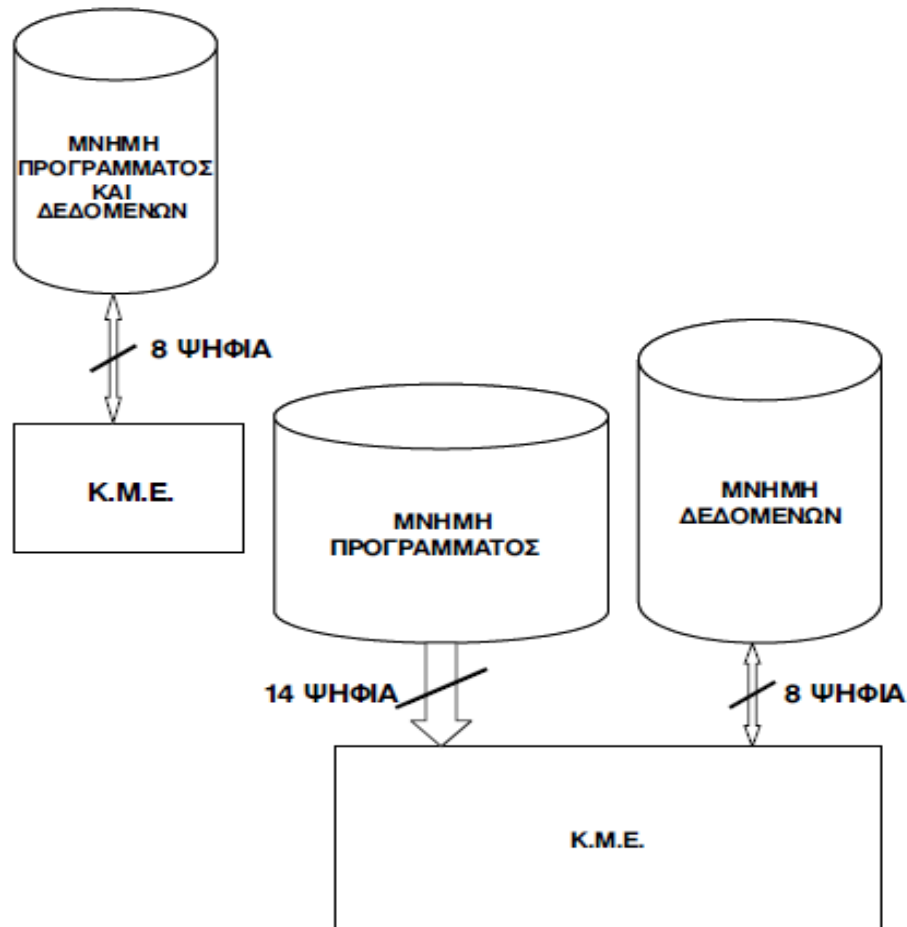 ΜΝΗΜΗ
ΠΡΟΓΡΑΜΜΑΤΟΣ
ΚΑΙ
ΔΕΔΟΜΕΝΩΝ
8 ΨΗΦΙΑ
Κ.Μ.Ε.
ΜΝΗΜΗ
ΠΡΟΓΡΑΜΜΑΤΟΣ
ΜΝΗΜΗ
ΔΕΔΟΜΕΝΩΝ
14 ΨΗΦΙΑ
8 ΨΗΦΙΑ
Κ.Μ.Ε.